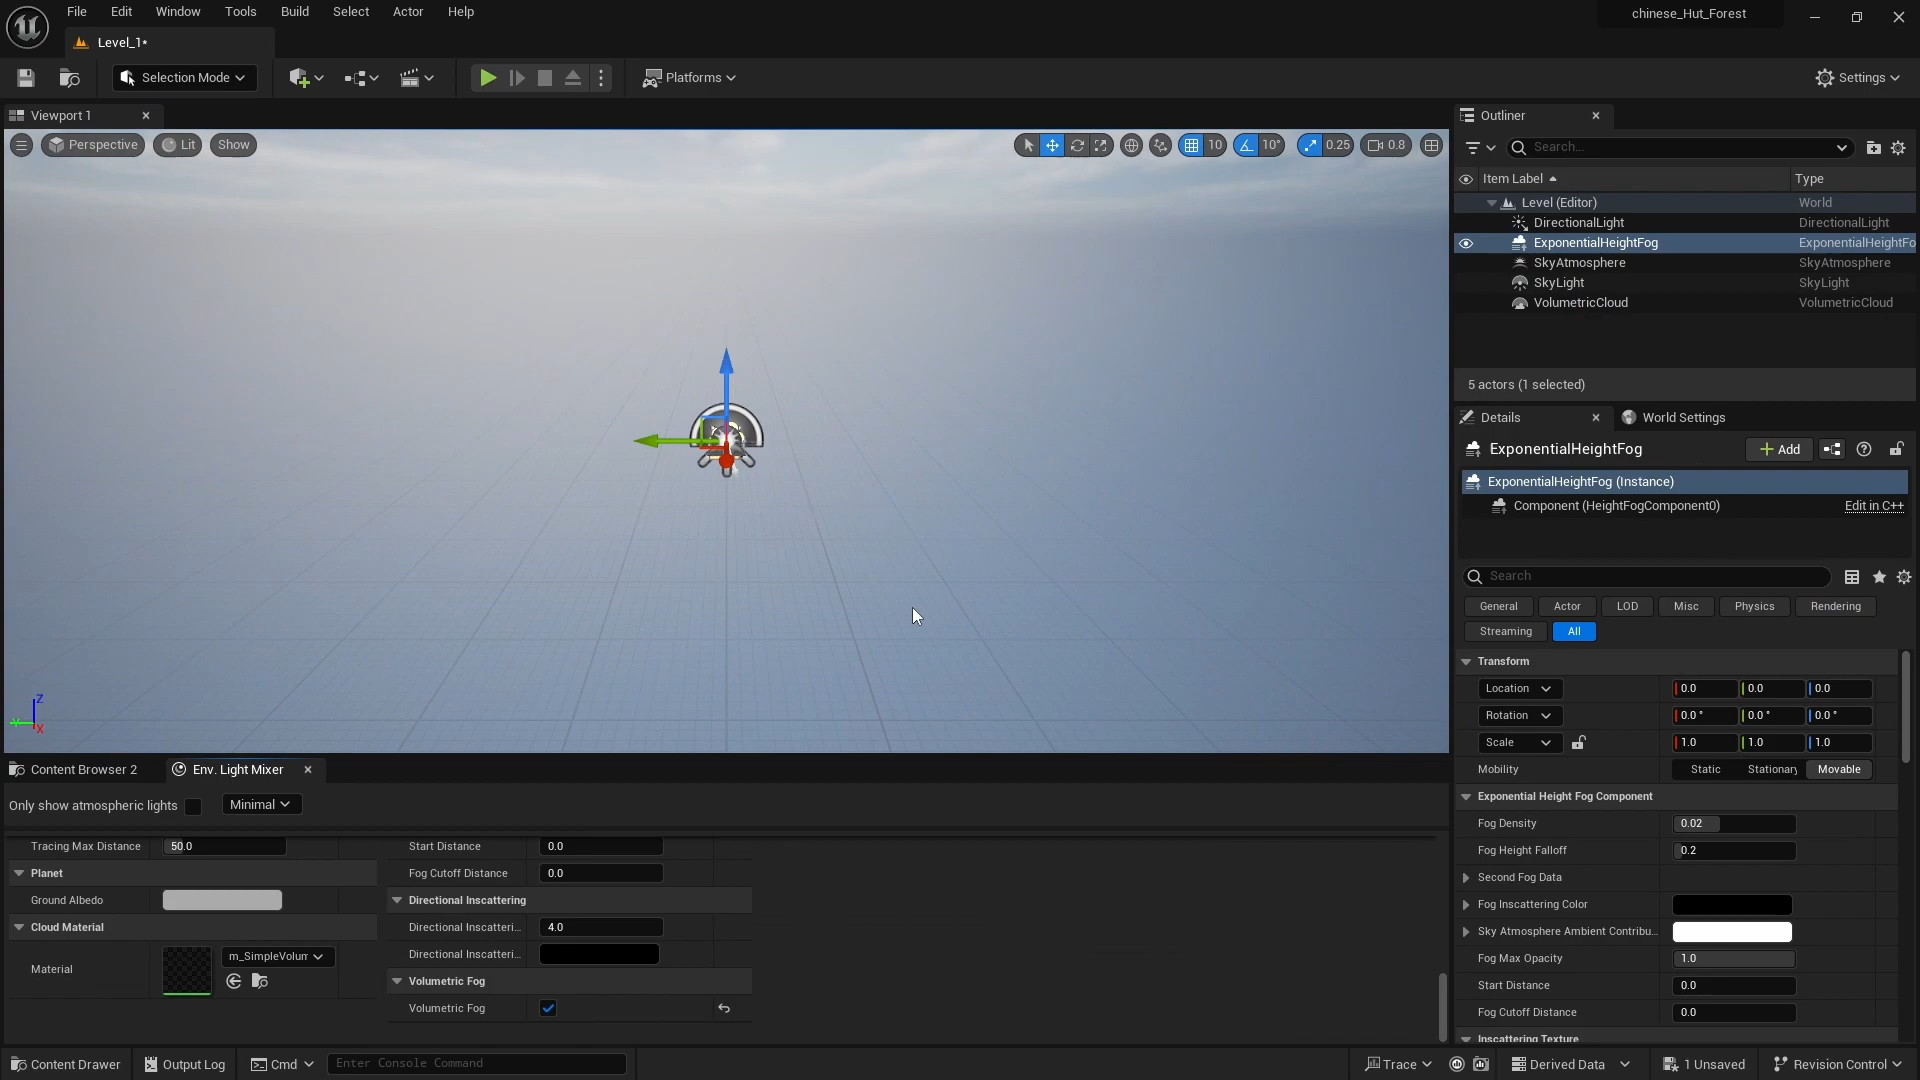 File Edit Window Tools Build Select Actor Help
chinese_Hut_Forest
Level_1*
Selection Mode
Platforms
Settings
Viewport 1
Perspective Lit Show
10 10° 0.25 0.8
Z
Y
X
Outliner
Search...
Item Label Type
Level (Editor) World
DirectionalLight DirectionalLight
ExponentialHeightFog ExponentialHeightFo
SkyAtmosphere SkyAtmosphere
SkyLight SkyLight
VolumetricCloud VolumetricCloud
5 actors (1 selected)
Details World Settings
ExponentialHeightFog Add
ExponentialHeightFog (Instance)
Component (HeightFogComponent0) Edit in C++
Search
General Actor LOD Misc Physics Rendering
Streaming All
Transform
Location 0.0 0.0 0.0
Rotation 0.0 ° 0.0 ° 0.0 °
Scale 1.0 1.0 1.0
Mobility Static Stationary Movable
Exponential Height Fog Component
Fog Density 0.02
Fog Height Falloff 0.2
Second Fog Data
Fog Inscattering Color
Sky Atmosphere Ambient Contribu...
Fog Max Opacity 1.0
Start Distance 0.0
Fog Cutoff Distance 0.0
Inscattering Texture
Content Browser 2 Env. Light Mixer
Only show atmospheric lights Minimal
Tracing Max Distance 50.0
Planet
Ground Albedo
Cloud Material
Material m_SimpleVolum
Start Distance 0.0
Fog Cutoff Distance 0.0
Directional Inscattering
Directional Inscatteri... 4.0
Directional Inscatteri...
Volumetric Fog
Volumetric Fog
Content Drawer Output Log Cmd Enter Console Command
Trace Derived Data 1 Unsaved Revision Control